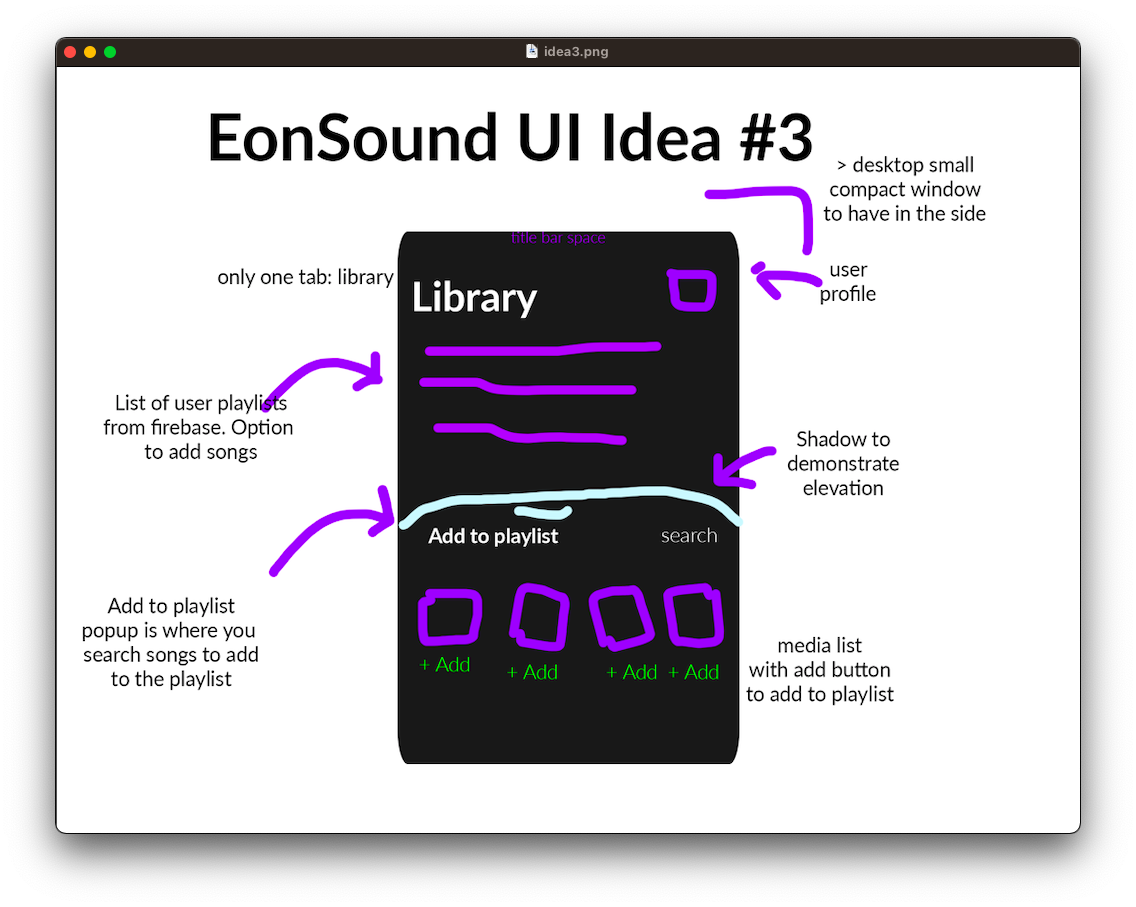 idea3.png
EonSound UI Idea #3
> desktop small
compact window
to have in the side
title bar space
only one tab: library
Library
user
profile
List of user playlists
from firebase. Option
to add songs
Shadow to
demonstrate
elevation
Add to playlist
search
Add to playlist
popup is where you
search songs to add
to the playlist
+ Add
+ Add
+ Add
+ Add
media list
with add button
to add to playlist